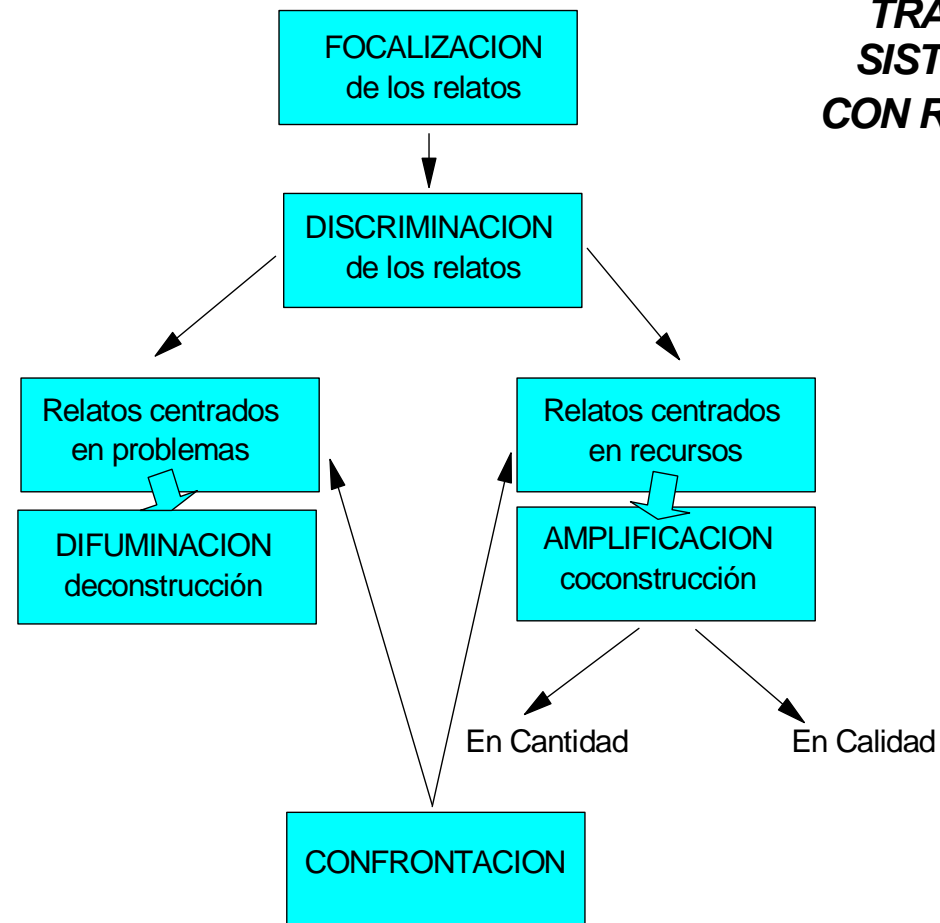 TRA
SIST
CON R
FOCALIZACION
de los relatos
DISCRIMINACION
de los relatos
Relatos centrados
en problemas
Relatos centrados
en recursos
DIFUMINACION
deconstrucción
AMPLIFICACION
coconstrucción
En Cantidad
En Calidad
CONFRONTACION